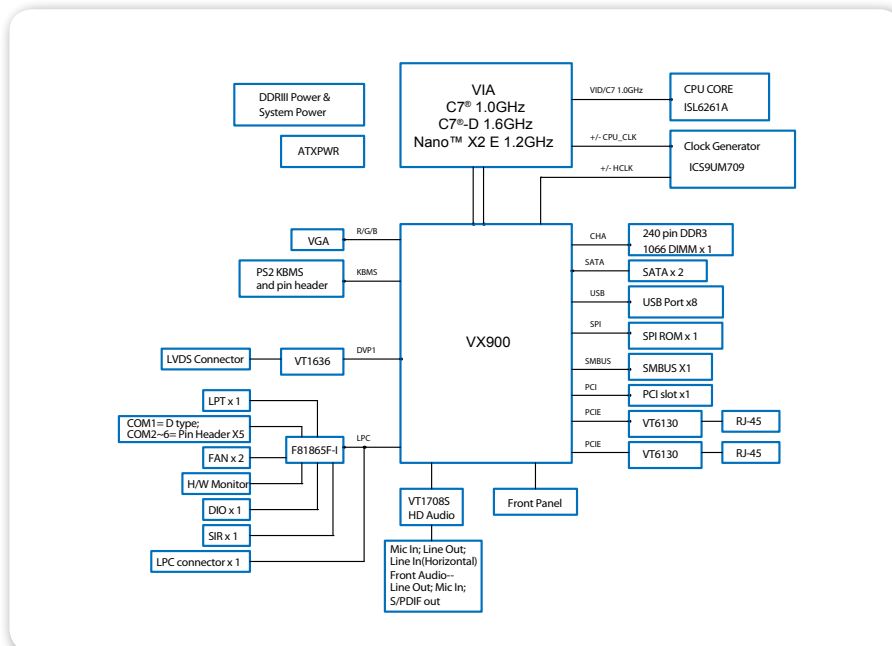 VIA
C7® 1.0GHz
C7®-D 1.6GHz
Nano™ X2 E 1.2GHz
DDRIII Power &
System Power
ATXPWR
VID/C7 1.0GHz
CPU CORE
ISL6261A
+/- CPU_CLK
Clock Generator
ICS9UM709
+/- HCLK
VGA
R/G/B
PS2 KBMS
and pin header
KBMS
LVDS Connector
VT1636
DVP1
VX900
CHA
240 pin DDR3
1066 DIMM x 1
SATA
SATA x 2
USB
USB Port x8
SPI
SPI ROM x 1
SMBUS
SMBUS X1
PCI
PCI slot x1
PCIE
VT6130
RJ-45
PCIE
VT6130
RJ-45
LPT x 1
COM1= D type;
COM2~6= Pin Header X5
FAN x 2
F81865F-I
LPC
H/W Monitor
DIO x 1
SIR x 1
LPC connector x 1
VT1708S
HD Audio
Front Panel
Mic In; Line Out;
Line In(Horizontal)
Front Audio--
Line Out; Mic In;
S/PDIF out